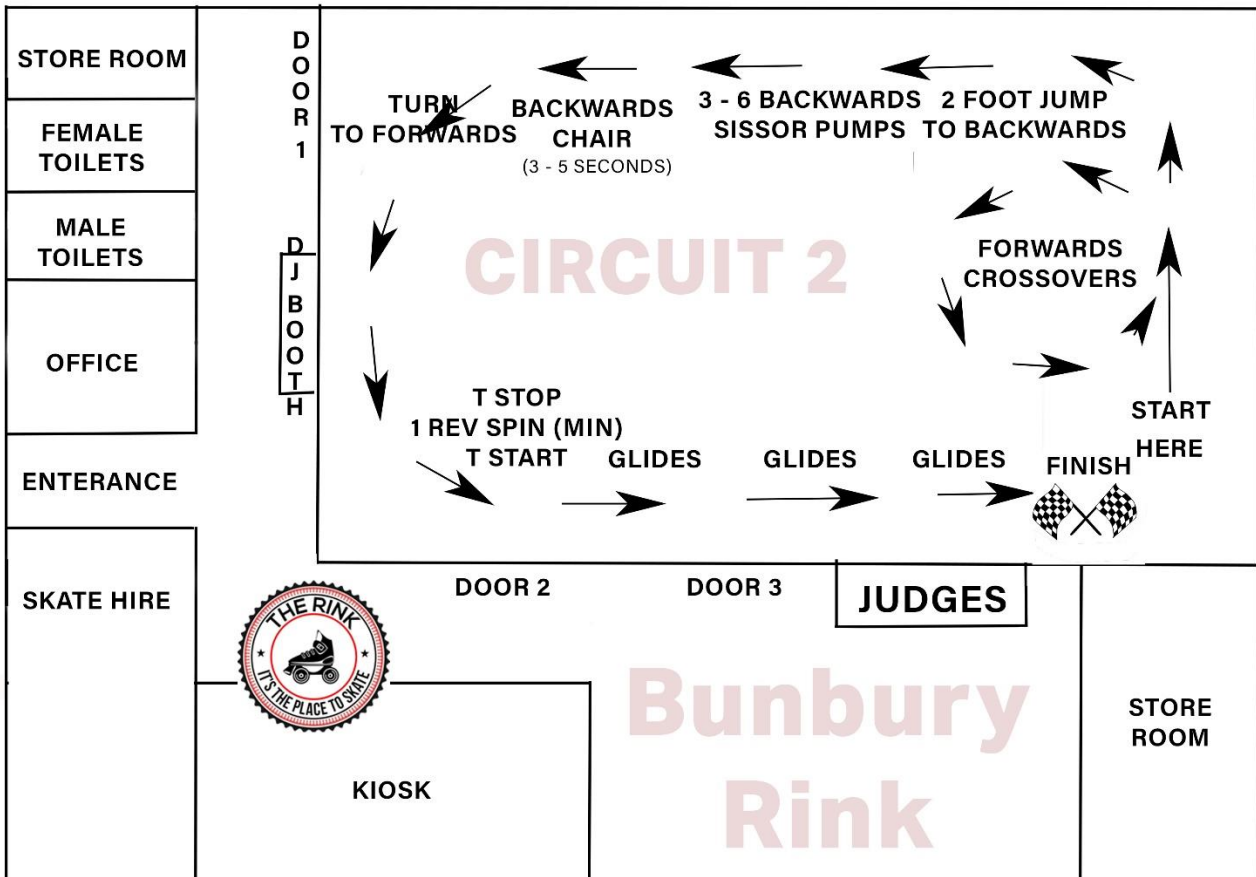 STORE ROOM
FEMALE
TOILETS
MALE
TOILETS
OFFICE
ENTERANCE
SKATE HIRE
DOOR 1
DJ BOOTH
TURN
TO FORWARDS
BACKWARDS
CHAIR
(3 - 5 SECONDS)
3 - 6 BACKWARDS
SISSOR PUMPS
2 FOOT JUMP
TO BACKWARDS
CIRCUIT 2
FORWARDS
CROSSOVERS
T STOP
1 REV SPIN (MIN)
T START
GLIDES
GLIDES
GLIDES
FINISH
START
HERE
DOOR 2
DOOR 3
JUDGES
THE RINK
IT'S THE PLACE TO SKATE
KIOSK
Bunbury
Rink
STORE
ROOM